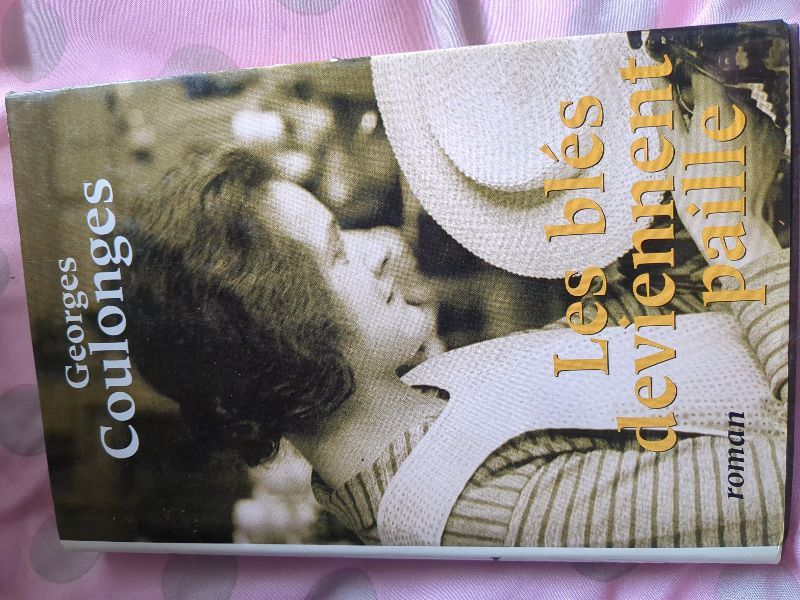 Georges
Coulonges
Les blés
deviennent
paille
roman